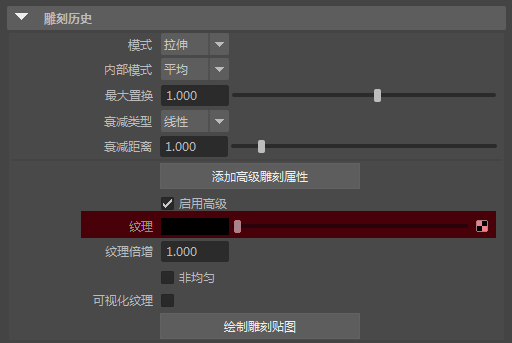 雕刻历史
模式 拉伸
内部模式 平均
最大置换 1.000
衰减类型 线性
衰减距离 1.000
添加高级雕刻属性
启用高级
纹理
纹理倍增 1.000
非均匀
可视化纹理
绘制雕刻贴图